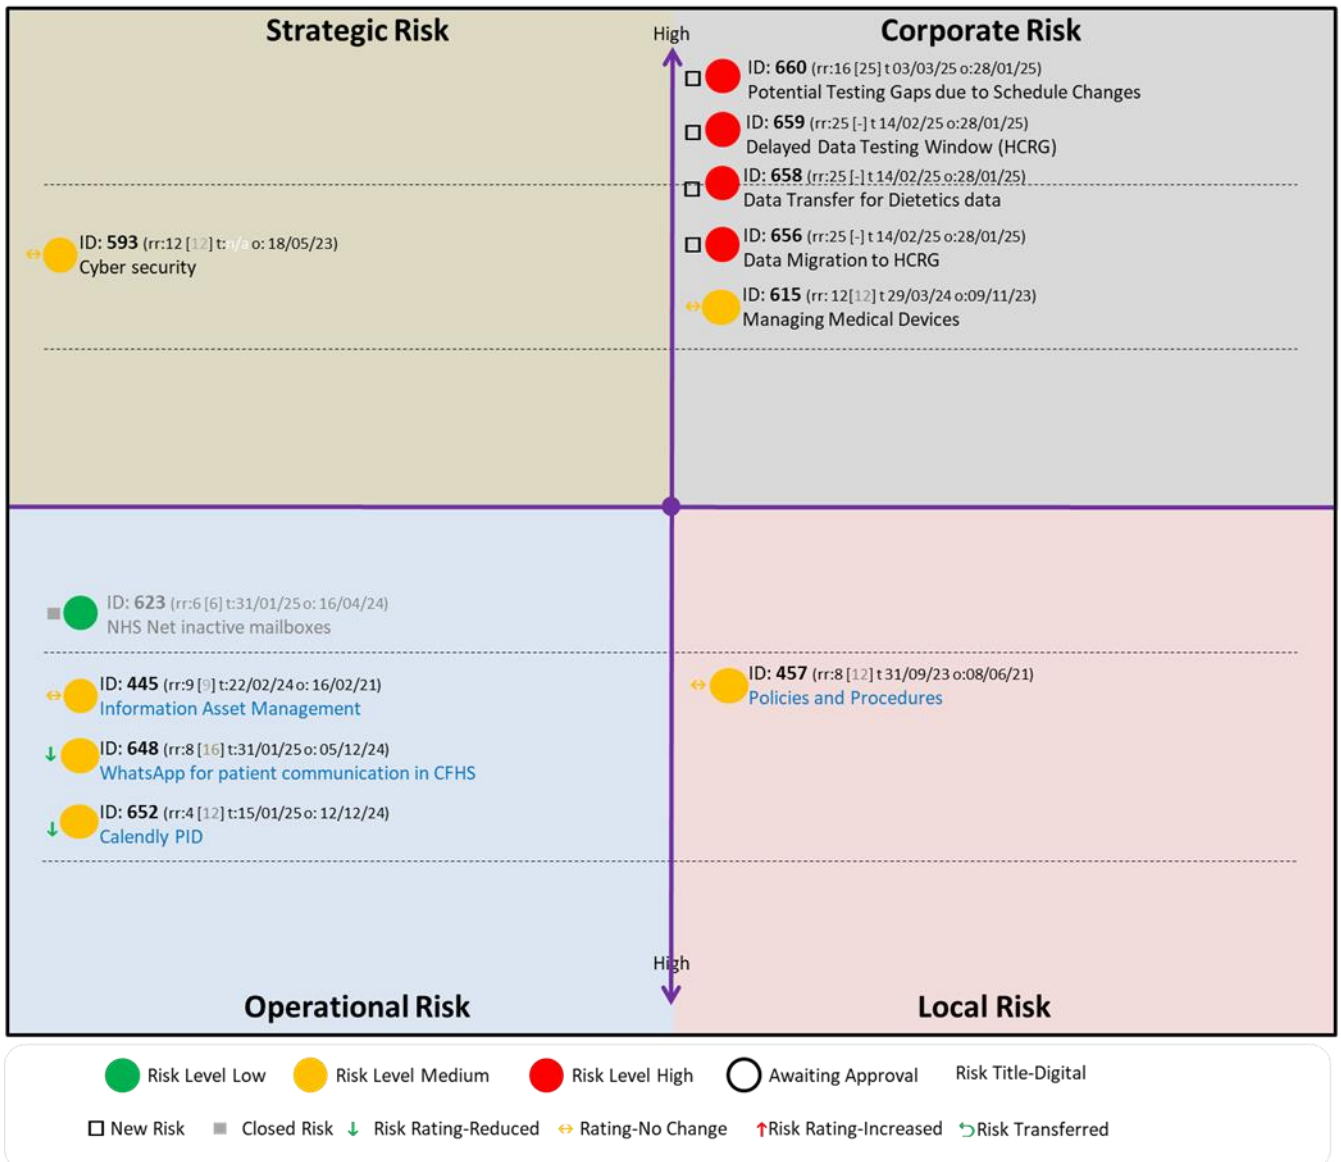 Strategic Risk
High
Corporate Risk
ID: 660 (rr:16 [25] t 03/03/25 o:28/01/25)
Potential Testing Gaps due to Schedule Changes
ID: 659 (rr:25 [-] t 14/02/25 o:28/01/25)
Delayed Data Testing Window (HCRG)
ID: 658 (rr:25 [-] t 14/02/25 o:28/01/25)
Data Transfer for Dietetics data
ID: 656 (rr:25 [-] t 14/02/25 o:28/01/25)
Data Migration to HCRG
ID: 615 (rr: 12[12] t 29/03/24 o:09/11/23)
Managing Medical Devices
ID: 593 (rr:12 [12] t:n/a o: 18/05/23)
Cyber security
ID: 623 (rr:6 [6] t:31/01/25 o: 16/04/24)
NHS Net inactive mailboxes
ID: 445 (rr:9 [9] t:22/02/24 o: 16/02/21)
Information Asset Management
ID: 648 (rr:8 [16] t:31/01/25 o: 05/12/24)
WhatsApp for patient communication in CFHS
ID: 652 (rr:4 [12] t:15/01/25 o: 12/12/24)
Calendly PID
ID: 457 (rr:8 [12] t 31/09/23 o:08/06/21)
Policies and Procedures
High
Operational Risk
Local Risk
Risk Level Low
Risk Level Medium
Risk Level High
Awaiting Approval
Risk Title-Digital
New Risk
Closed Risk
Risk Rating-Reduced
Rating-No Change
Risk Rating-Increased
Risk Transferred